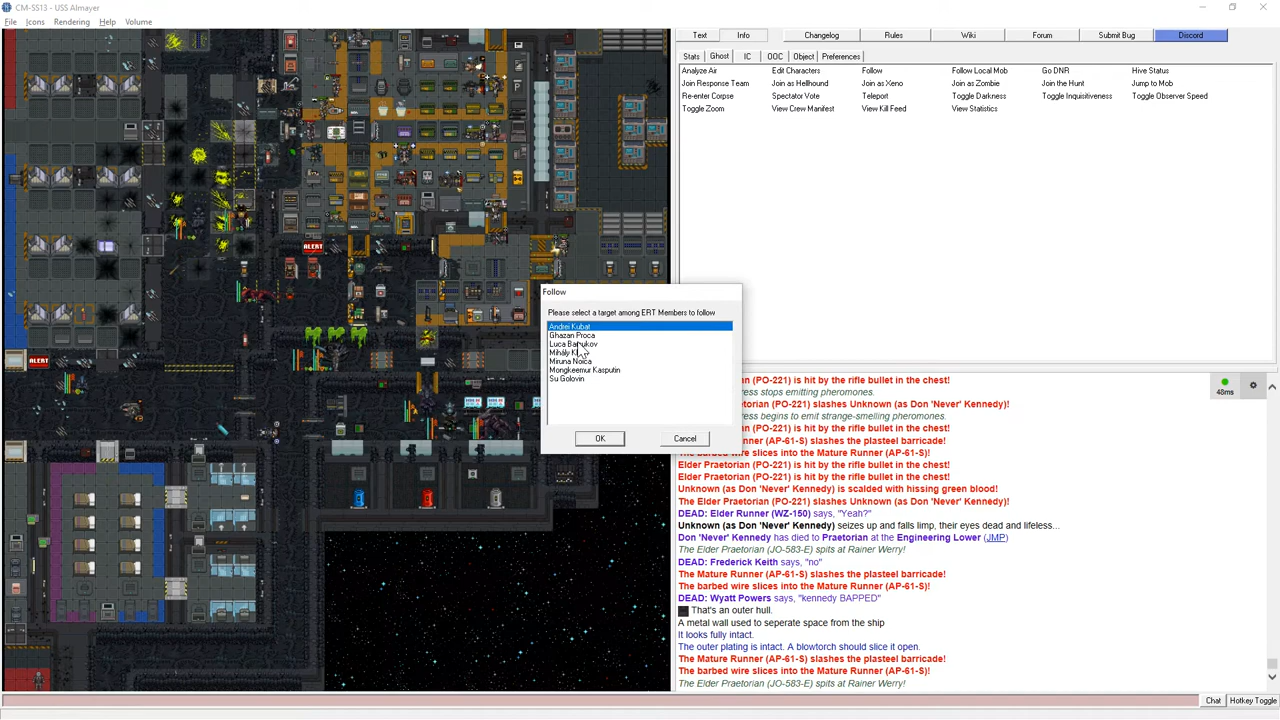 CM-SS13 - USS Almayer
File Icons Rendering Help Volume
Text Info Changelog Rules Wiki Forum Submit Bug Discord
Stats Ghost IC OOC Object Preferences
Analyze Air Edit Characters Follow Follow Local Mob Go DNR Hive Status
Join Response Team Join as Hellhound Join as Xeno Join as Zombie Join the Hunt Jump to Mob
Re-enter Corpse Spectator Vote Teleport Toggle Darkness Toggle Inquisitiveness Toggle Observer Speed
Toggle Zoom View Crew Manifest View Kill Feed View Statistics
ALERT
ALERT
P
Follow
Please select a target among ERT Members to follow
Andrei Kubat
Ghazan Proca
Luca
Mihály
Miruna Noica
Mongkeemur Kasputin
Su Golovin
OK Cancel
48ms
(PO-221) is hit by the rifle bullet in the chest!
stops emitting pheromones.
(PO-221) slashes Unknown (as Don 'Never' Kennedy)!
begins to emit strange-smelling pheromones.
(AP-61-S) slashes the plasteel barricade!
slices into the Mature Runner (AP-61-S)!
Elder Praetorian (PO-221) is hit by the rifle bullet in the chest!
Elder Praetorian (PO-221) is hit by the rifle bullet in the chest!
Unknown (as Don 'Never' Kennedy) is scalded with hissing green blood!
The Elder Praetorian (PO-221) slashes Unknown (as Don 'Never' Kennedy)!
DEAD: Elder Runner (WZ-150) says, "Yeah?"
Unknown (as Don 'Never' Kennedy) seizes up and falls limp, their eyes dead and lifeless...
Don 'Never' Kennedy has died to Praetorian at the Engineering Lower (JMP)
The Elder Praetorian (JO-583-E) spits at Rainer Werry!
DEAD: Frederick Keith says, "no"
The Mature Runner (AP-61-S) slashes the plasteel barricade!
The barbed wire slices into the Mature Runner (AP-61-S)!
DEAD: Wyatt Powers says, "kennedy BAPPED"
That's an outer hull.
A metal wall used to seperate space from the ship
It looks fully intact.
The outer plating is intact. A blowtorch should slice it open.
The Mature Runner (AP-61-S) slashes the plasteel barricade!
The barbed wire slices into the Mature Runner (AP-61-S)!
The Elder Praetorian (JO-583-E) spits at Rainer Werry!
Chat Hotkey Toggle